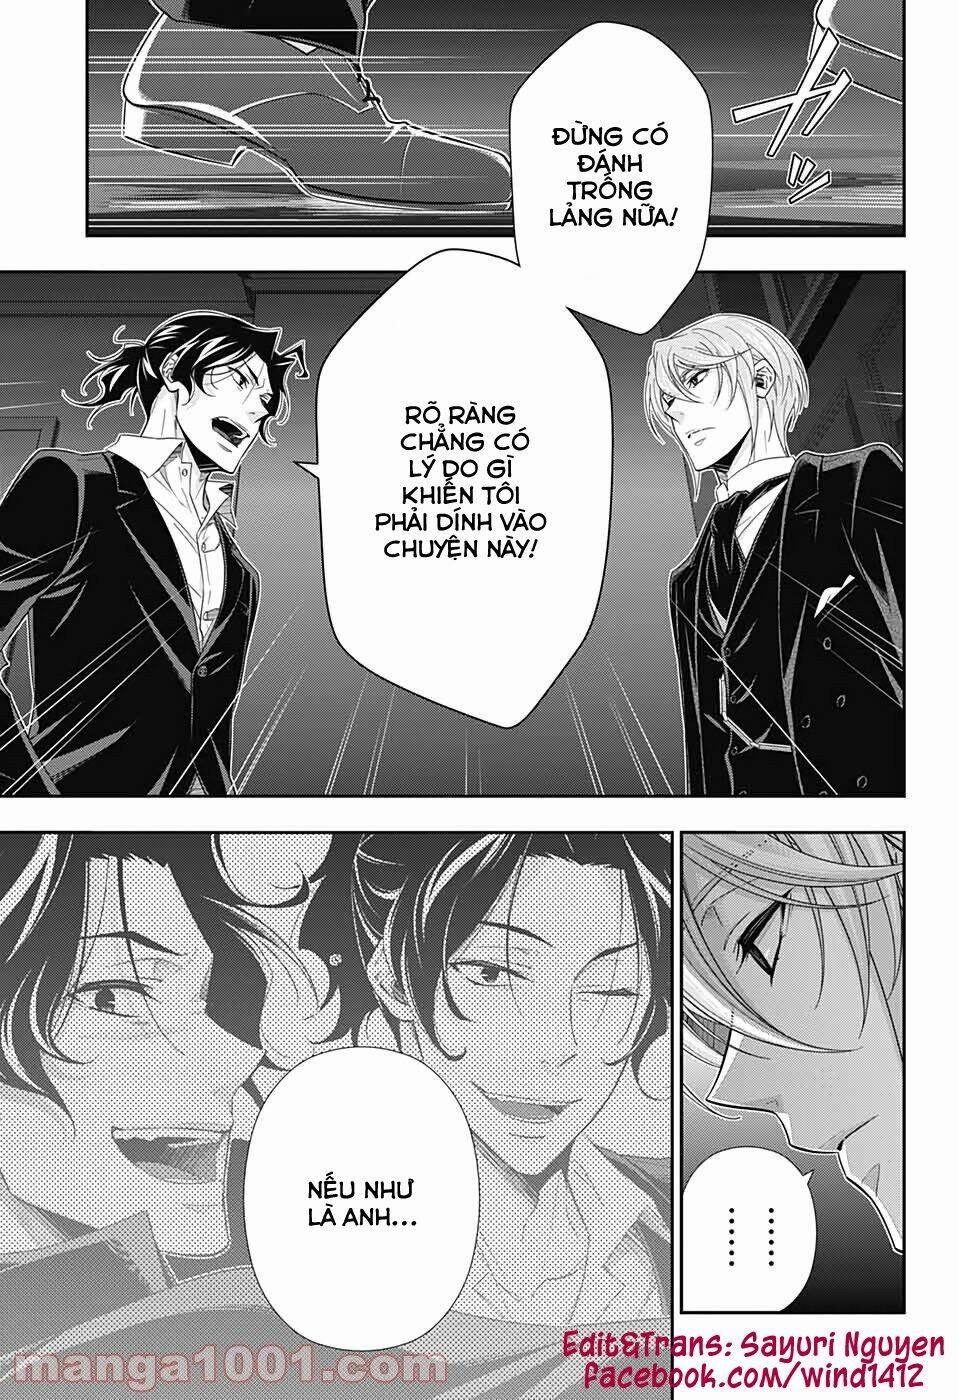 ĐỪNG CÓ
ĐÁNH
TRỐNG
LẢNG NỮA!
RÕ RÀNG
CHẲNG CÓ
LÝ DO GÌ
KHIẾN TÔI
PHẢI DÍNH VÀO
CHUYỆN NÀY!
......
......
NẾU NHƯ
LÀ ANH...
manga1001.com
Edit&Trans: Sayuri Nguyen
Facebook.com/wind1412